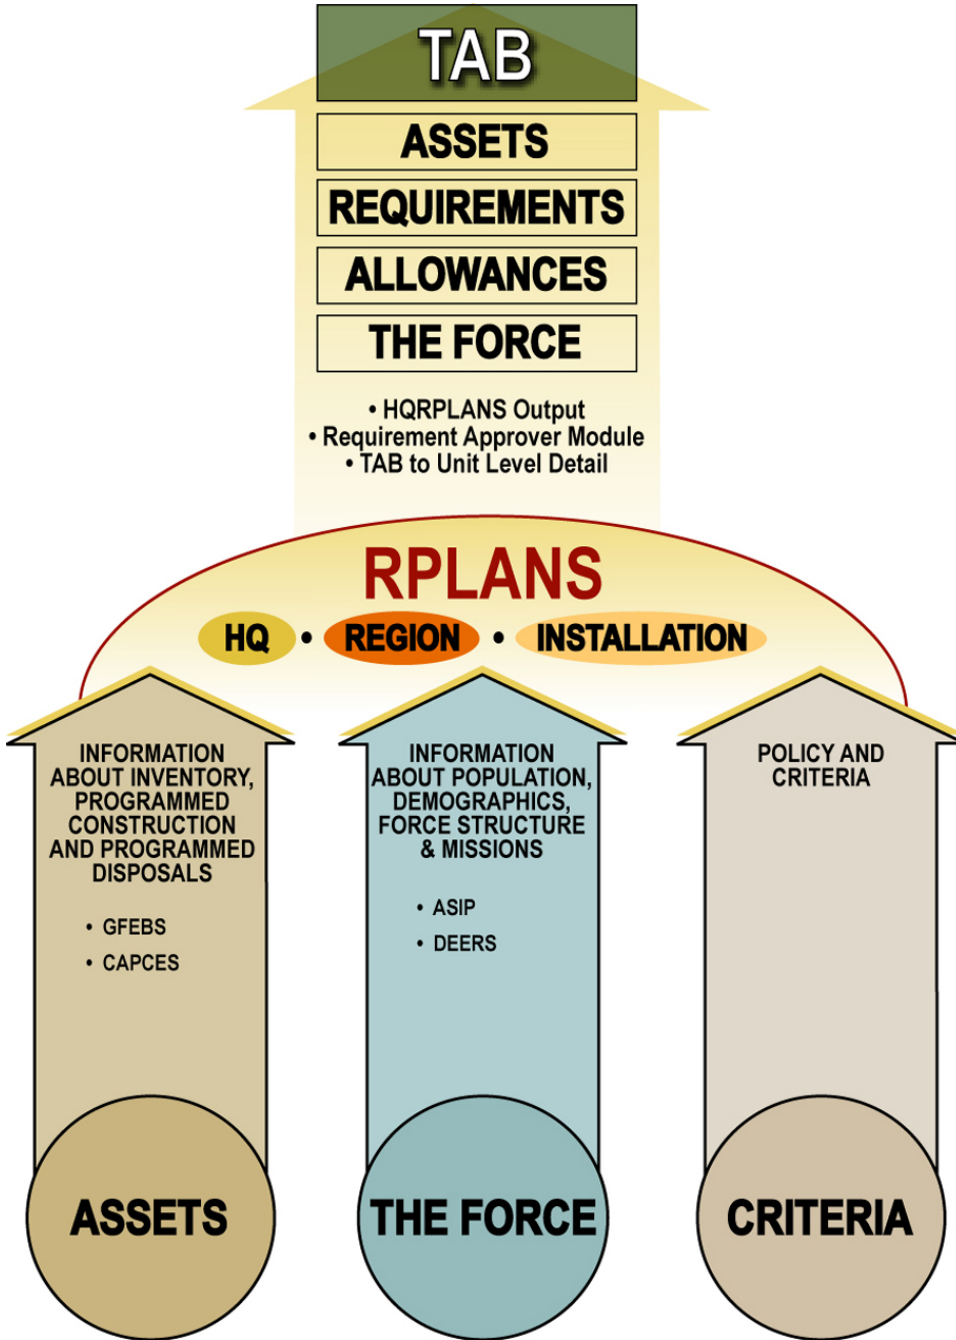 TAB
ASSETS
REQUIREMENTS
ALLOWANCES
THE FORCE
• HQRPLANS Output
• Requirement Approver Module
• TAB to Unit Level Detail
RPLANS
HQ • REGION • INSTALLATION
INFORMATION
ABOUT INVENTORY,
PROGRAMMED
CONSTRUCTION
AND PROGRAMMED
DISPOSALS
• GFEBS
• CAPCES
ASSETS
INFORMATION
ABOUT POPULATION,
DEMOGRAPHICS,
FORCE STRUCTURE
& MISSIONS
• ASIP
• DEERS
THE FORCE
POLICY AND
CRITERIA
CRITERIA